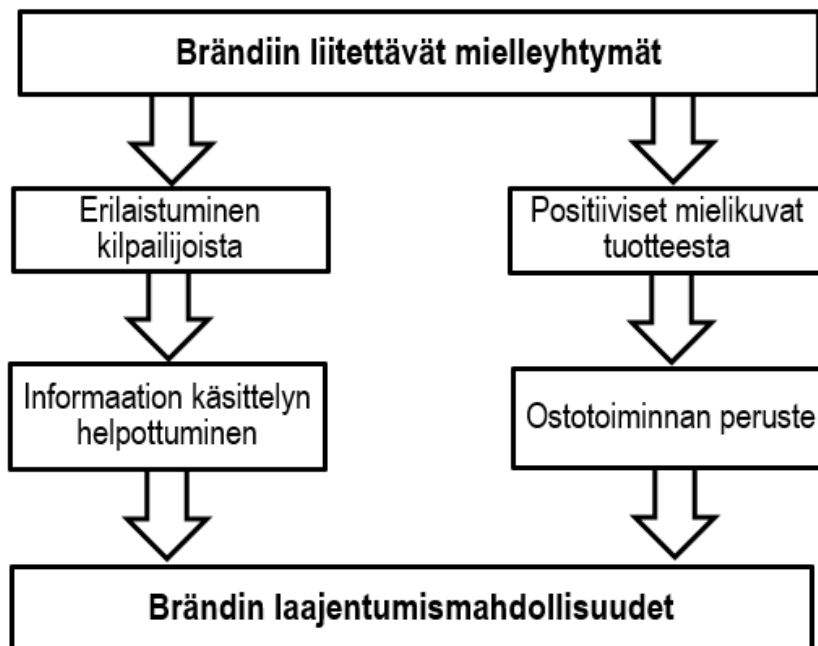 Brändiin liitettävät mielleyhtymät
Erilaistuminen
kilpailijoista
Positiiviset mielikuvat
tuotteesta
Informaation käsittelyn
helpottuminen
Ostotoiminnan peruste
Brändin laajentumismahdollisuudet